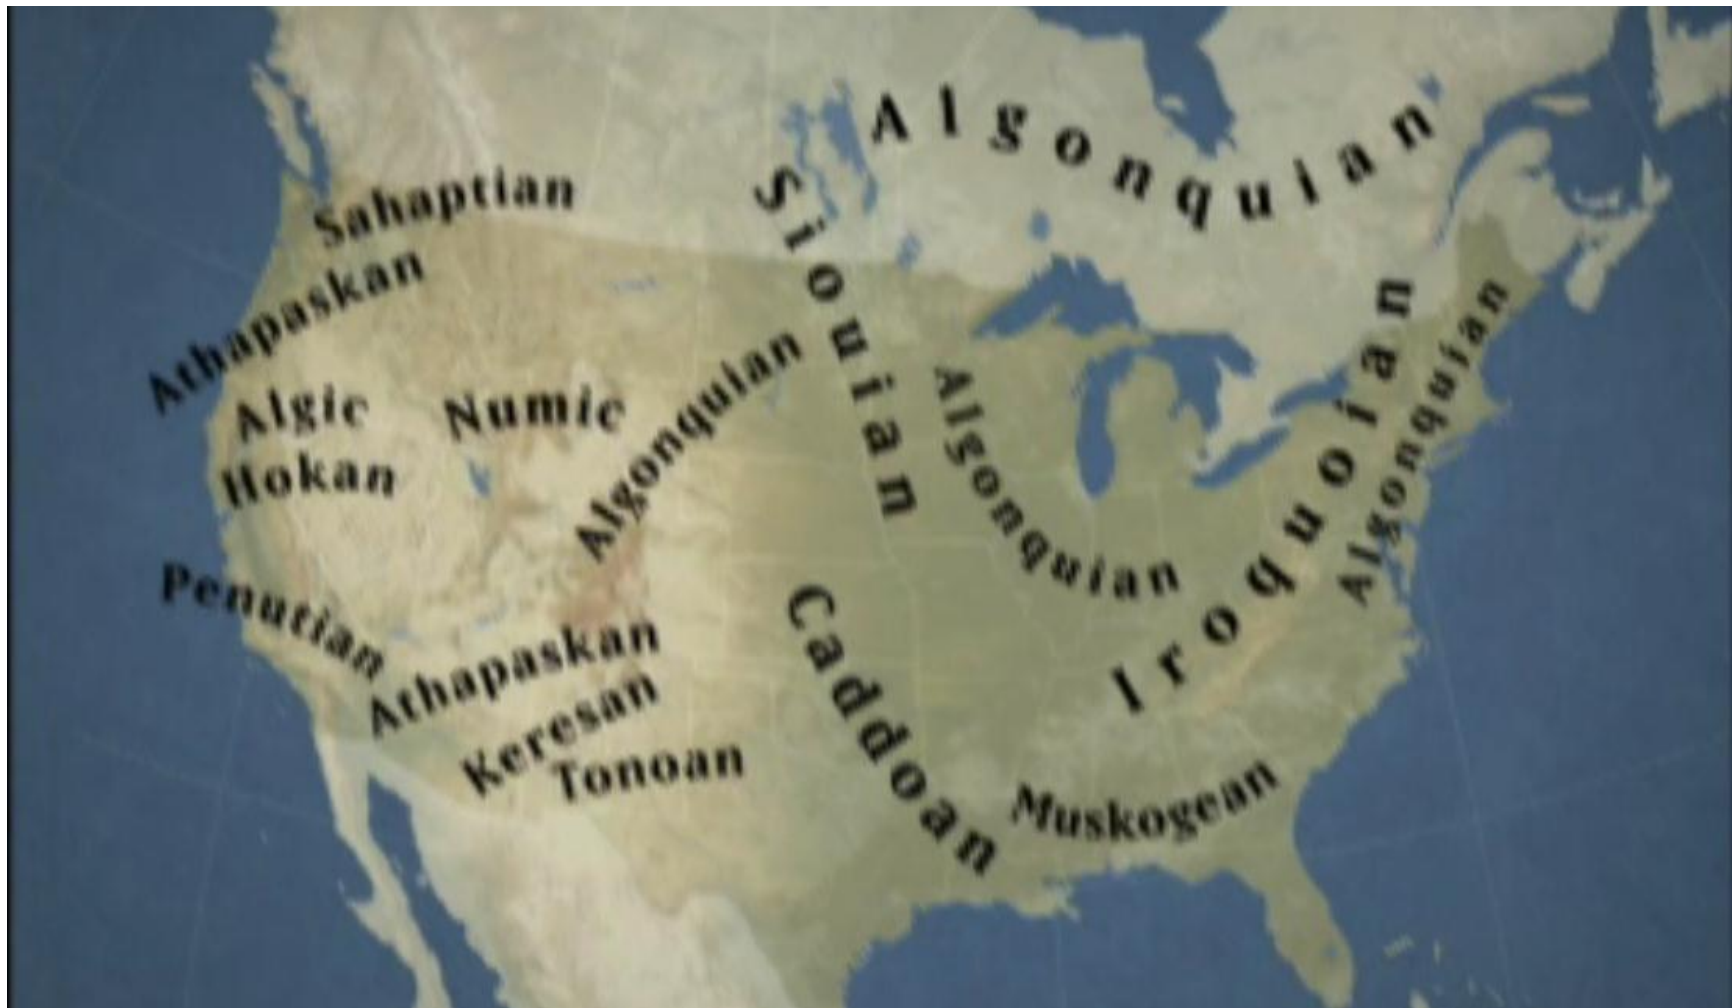 Algonquian
Sahaptian
Siouian
Athapaskan
Algic
Numic
Hokan
Algonquian
Algonquian
Iroquoian
Algonquian
Penutian
Athapaskan
Keresan
Tonoan
Caddoan
Muskogean